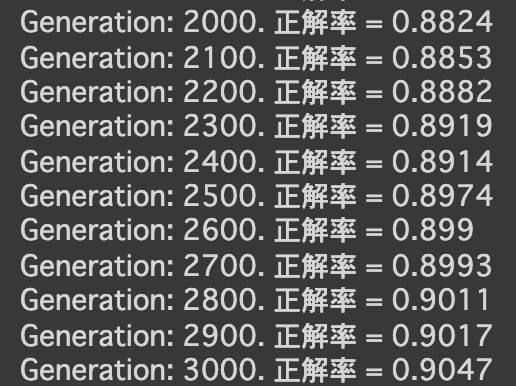 Generation: 2000. 正解率 = 0.8824
Generation: 2100. 正解率 = 0.8853
Generation: 2200. 正解率 = 0.8882
Generation: 2300. 正解率 = 0.8919
Generation: 2400. 正解率 = 0.8914
Generation: 2500. 正解率 = 0.8974
Generation: 2600. 正解率 = 0.899
Generation: 2700. 正解率 = 0.8993
Generation: 2800. 正解率 = 0.9011
Generation: 2900. 正解率 = 0.9017
Generation: 3000. 正解率 = 0.9047